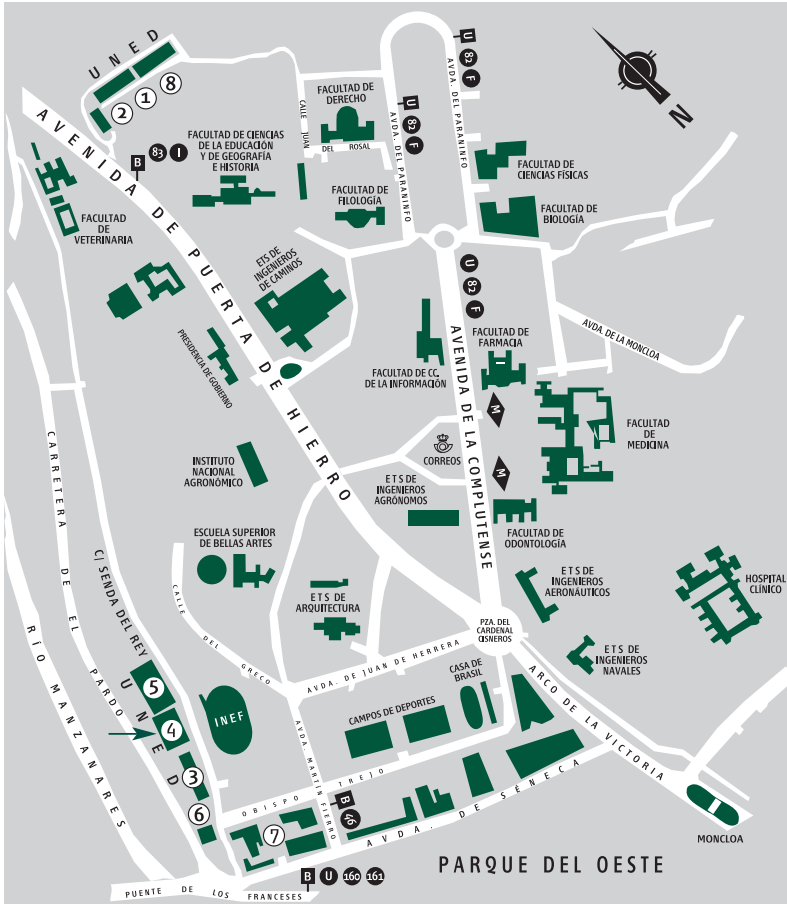 UNED
2
1
8
AVENIDA DE PUERTA DE HIERRO
B
83
I
FACULTAD DE CIENCIAS
DE LA EDUCACIÓN
Y DE GEOGRAFÍA
E HISTORIA
CALLE JUAN
DEL ROSAL
FACULTAD DE
DERECHO
U
82
F
AVDA. DEL PARANINFO
U
82
F
AVDA. DEL PARANINFO
N
FACULTAD DE
CIENCIAS FÍSICAS
FACULTAD DE
BIOLOGÍA
FACULTAD DE
FILOLOGÍA
FACULTAD
DE
VETERINARIA
ETS DE
INGENIEROS
DE CAMINOS
PRESIDENCIA DE GOBIERNO
U
82
F
AVENIDA DE LA COMPLUTENSE
FACULTAD DE
FARMACIA
AVDA. DE LA MONCLOA
FACULTAD DE CC.
DE LA INFORMACIÓN
M
FACULTAD
DE
MEDICINA
CORREOS
M
INSTITUTO
NACIONAL
AGRONÓMICO
E T S DE
INGENIEROS
AGRÓNOMOS
FACULTAD DE
ODONTOLOGÍA
ESCUELA SUPERIOR
DE BELLAS ARTES
CARRETERA DE EL PARDO
C/ SENDA DEL REY
CALLE DEL GRECO
E T S DE
ARQUITECTURA
E T S DE
INGENIEROS
AERONÁUTICOS
HOSPITAL
CLÍNICO
PZA. DEL
CARDENAL
CISNEROS
E T S DE
INGENIEROS
NAVALES
RÍO MANZANARES
AVDA. DE JUAN DE HERRERA
ARCO DE LA VICTORIA
CASA DE
BRASIL
CAMPOS DE DEPORTES
UNED
5
4
3
6
INEF
AVDA. MARTÍN FIERRO
OBISPO TREJO
B
46
7
AVDA. DE SÉNECA
MONCLOA
PARQUE DEL OESTE
B
U
160
161
PUENTE DE LOS FRANCESES